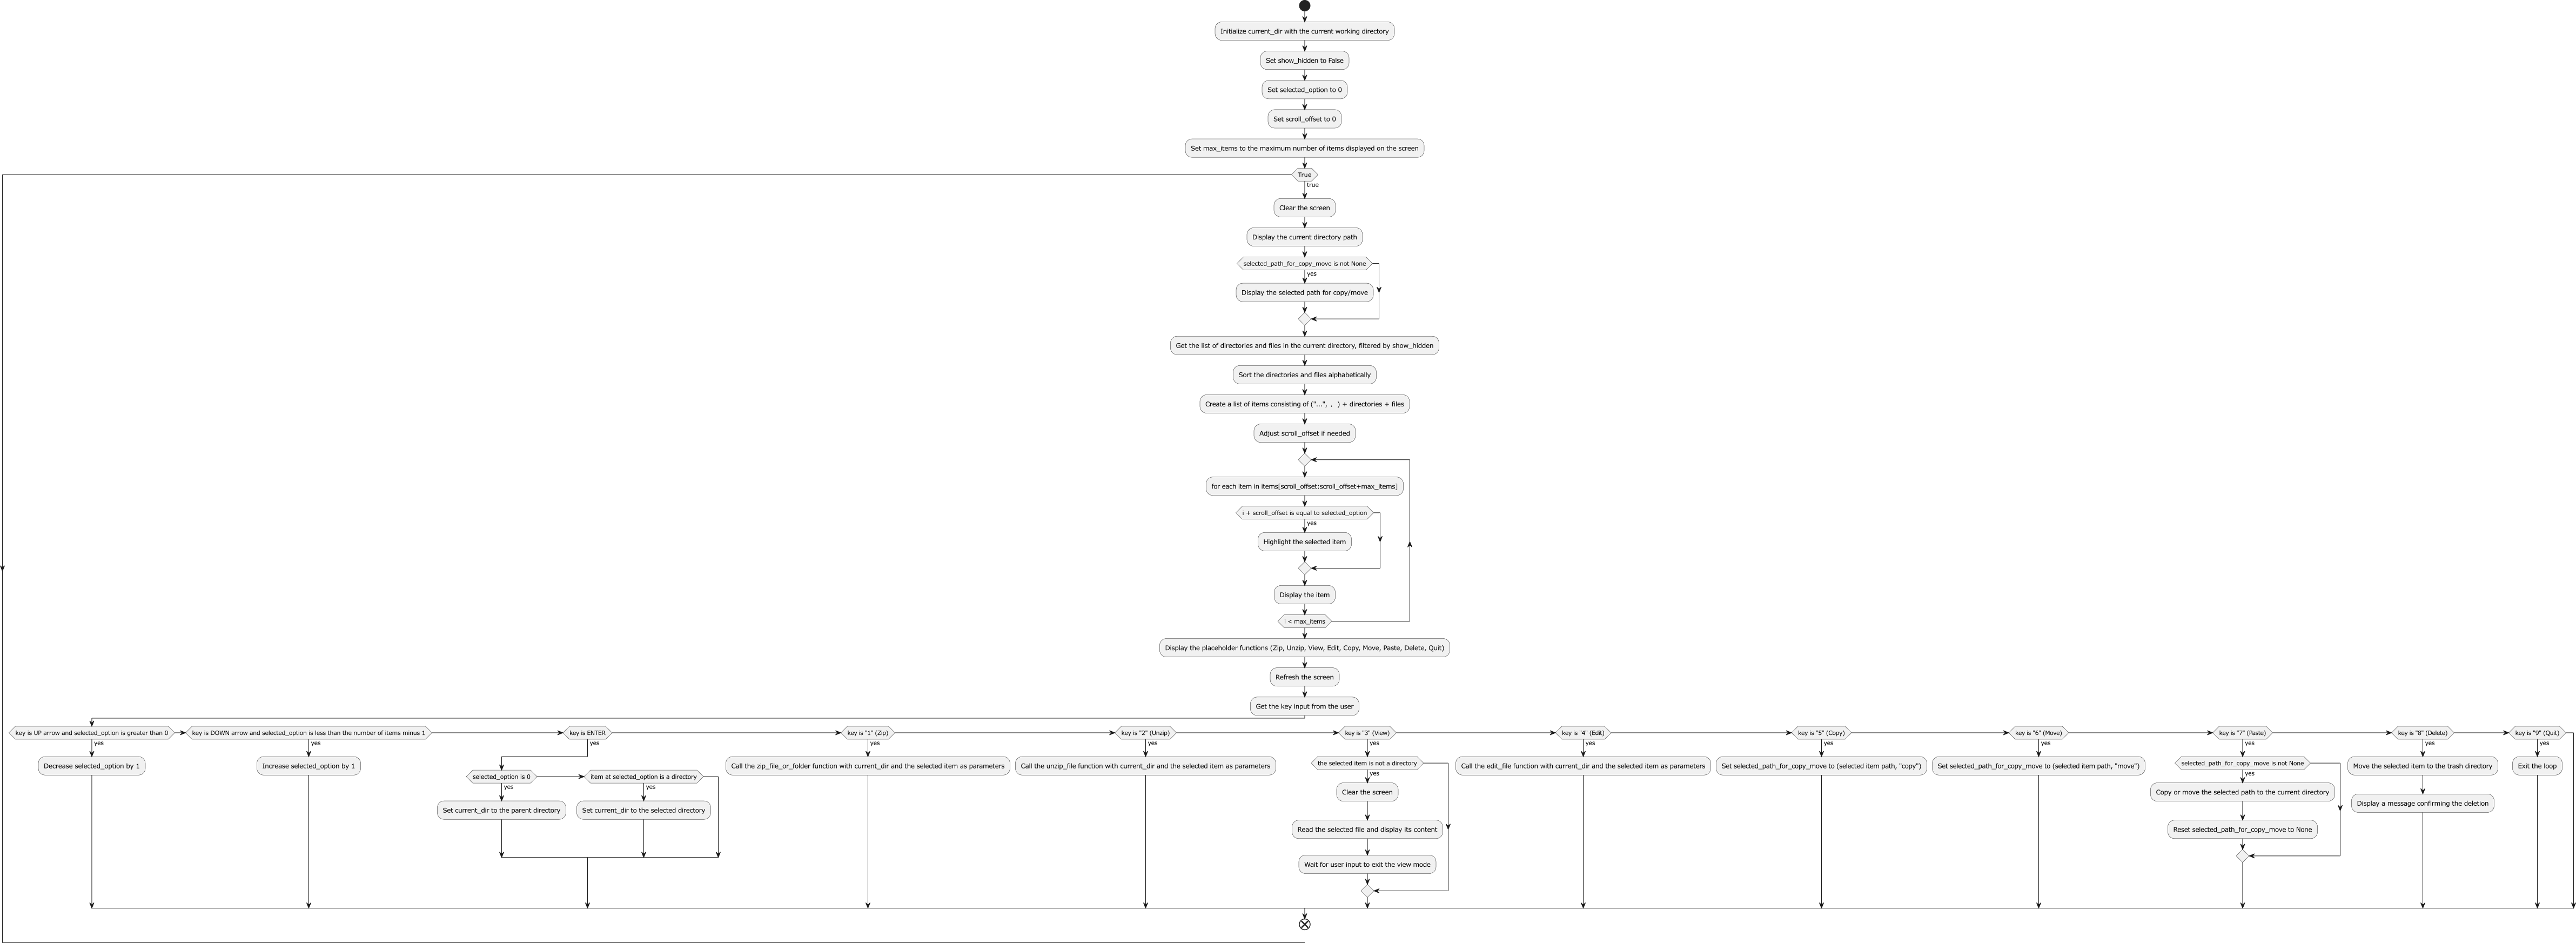 Initialize current_dir with the current working directory
Set show_hidden to False
Set selected_option to 0
Set scroll_offset to 0
Set max_items to the maximum number of items displayed on the screen
True
true
Clear the screen
Display the current directory path
selected_path_for_copy_move is not None
yes
Display the selected path for copy/move
Get the list of directories and files in the current directory, filtered by show_hidden
Sort the directories and files alphabetically
Create a list of items consisting of ("...", , ) + directories + files
Adjust scroll_offset if needed
for each item in items[scroll_offset:scroll_offset+max_items]
i + scroll_offset is equal to selected_option
yes
Highlight the selected item
Display the item
i < max_items
Display the placeholder functions (Zip, Unzip, View, Edit, Copy, Move, Paste, Delete, Quit)
Refresh the screen
Get the key input from the user
key is UP arrow and selected_option is greater than 0
yes
Decrease selected_option by 1
key is DOWN arrow and selected_option is less than the number of items minus 1
yes
Increase selected_option by 1
key is ENTER
yes
selected_option is 0
yes
Set current_dir to the parent directory
item at selected_option is a directory
yes
Set current_dir to the selected directory
key is "1" (Zip)
yes
Call the zip_file_or_folder function with current_dir and the selected item as parameters
key is "2" (Unzip)
yes
Call the unzip_file function with current_dir and the selected item as parameters
key is "3" (View)
yes
the selected item is not a directory
yes
Clear the screen
Read the selected file and display its content
Wait for user input to exit the view mode
key is "4" (Edit)
yes
Call the edit_file function with current_dir and the selected item as parameters
key is "5" (Copy)
yes
Set selected_path_for_copy_move to (selected item path, "copy")
key is "6" (Move)
yes
Set selected_path_for_copy_move to (selected item path, "move")
key is "7" (Paste)
yes
selected_path_for_copy_move is not None
yes
Copy or move the selected path to the current directory
Reset selected_path_for_copy_move to None
key is "8" (Delete)
yes
Move the selected item to the trash directory
Display a message confirming the deletion
key is "9" (Quit)
yes
Exit the loop